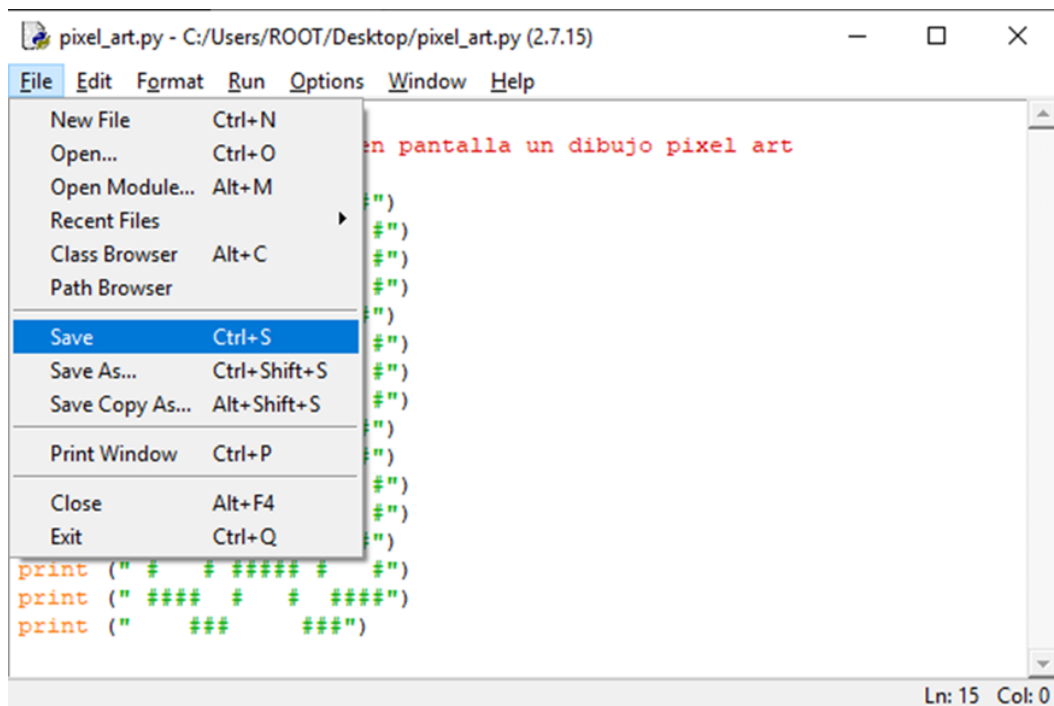 pixel_art.py - C:/Users/ROOT/Desktop/pixel_art.py (2.7.15)
File Edit Format Run Options Window Help
New File Ctrl+N
Open... Ctrl+O
Open Module... Alt+M
Recent Files
Class Browser Alt+C
Path Browser
Save Ctrl+S
Save As... Ctrl+Shift+S
Save Copy As... Alt+Shift+S
Print Window Ctrl+P
Close Alt+F4
Exit Ctrl+Q
en pantalla un dibujo pixel art
#")
#")
#")
#")
#")
#")
#")
#")
#")
#")
#")
#")
#")
print (" #   # ##### #   #")
print (" ####  #   #  ####")
print ("    ###     ###")
Ln: 15 Col: 0